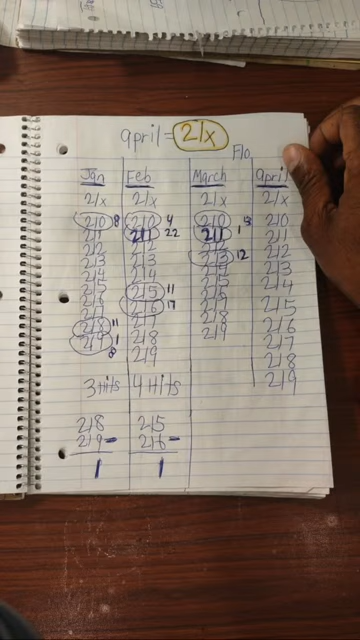 april = 21x
Flo
Jan Feb March April
21x 21x 21x 21x
210 8 210 4 210 210
211 211 22 211 1 211
212 212 212 212
213 213 213 12 213
214 214 214 214
215 215 11 215 215
216 216 17 216 216
217 217 217 217
218 11 218 218 218
219 1 219 219 219
8
3 Hits 4 Hits
218 215
219 - 216 -
1 1